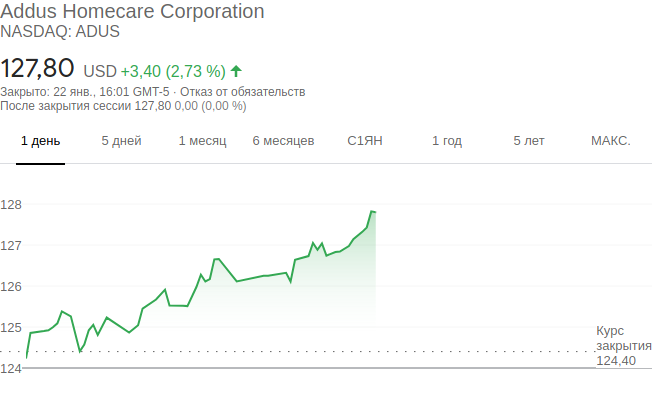 Addus Homecare Corporation
NASDAQ: ADUS
127,80 USD +3,40 (2,73 %)
Закрыто: 22 янв., 16:01 GMT-5 · Отказ от обязательств
После закрытия сессии 127,80 0,00 (0,00 %)
1 день 5 дней 1 месяц 6 месяцев С1ЯН 1 год 5 лет МАКС.
128
127
126
125
124
Курс
закрытия
124,40